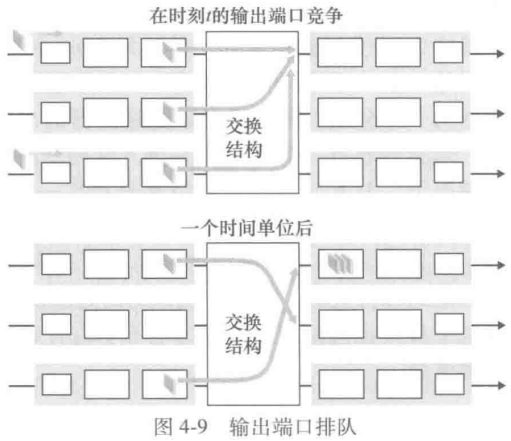 在时刻t的输出端口竞争
交换
结构
一个时间单位后
交换
结构
图 4-9 输出端口排队